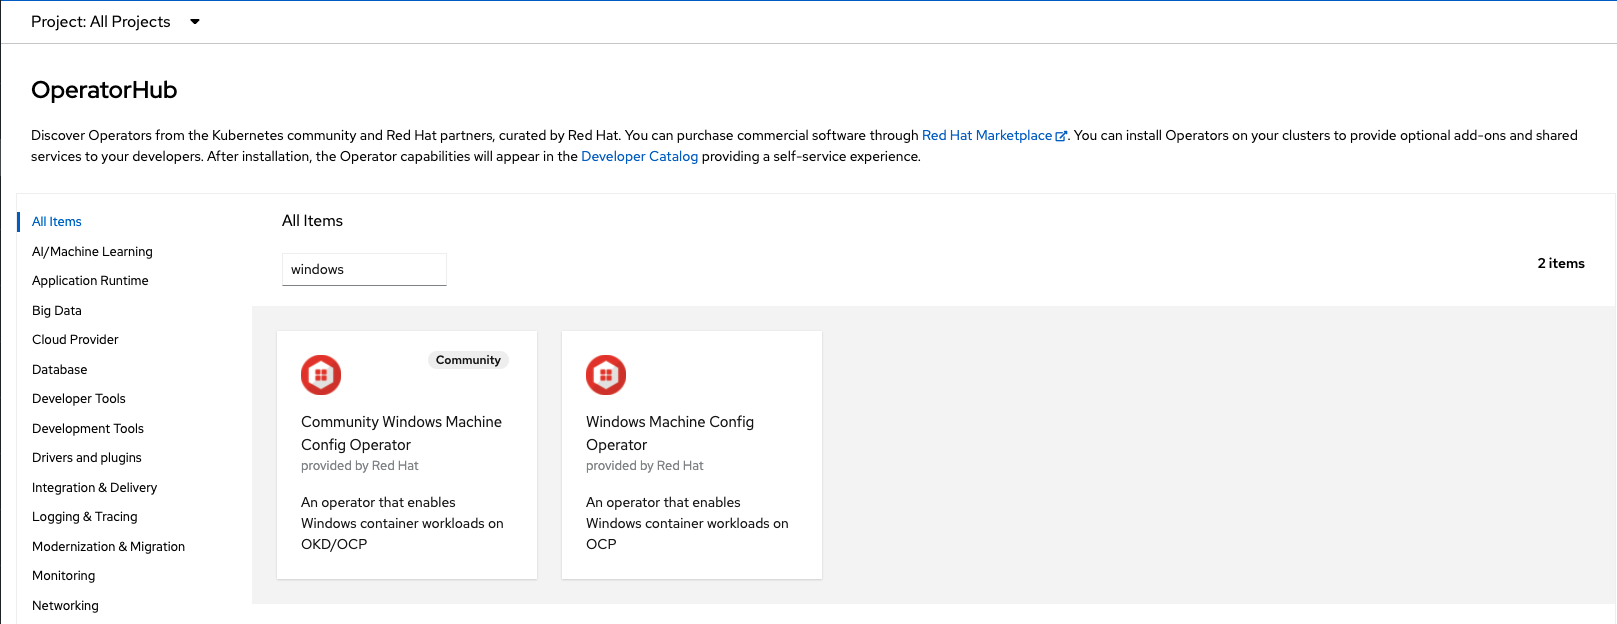 Project: All Projects
OperatorHub
Discover Operators from the Kubernetes community and Red Hat partners, curated by Red Hat. You can purchase commercial software through Red Hat Marketplace. You can install Operators on your clusters to provide optional add-ons and shared
services to your developers. After installation, the Operator capabilities will appear in the Developer Catalog providing a self-service experience.
All Items
AI/Machine Learning
Application Runtime
Big Data
Cloud Provider
Database
Developer Tools
Development Tools
Drivers and plugins
Integration & Delivery
Logging & Tracing
Modernization & Migration
Monitoring
Networking
All Items
windows
2 items
Community
Community Windows Machine
Config Operator
provided by Red Hat
An operator that enables
Windows container workloads on
OKD/OCP
Windows Machine Config
Operator
provided by Red Hat
An operator that enables
Windows container workloads on
OCP